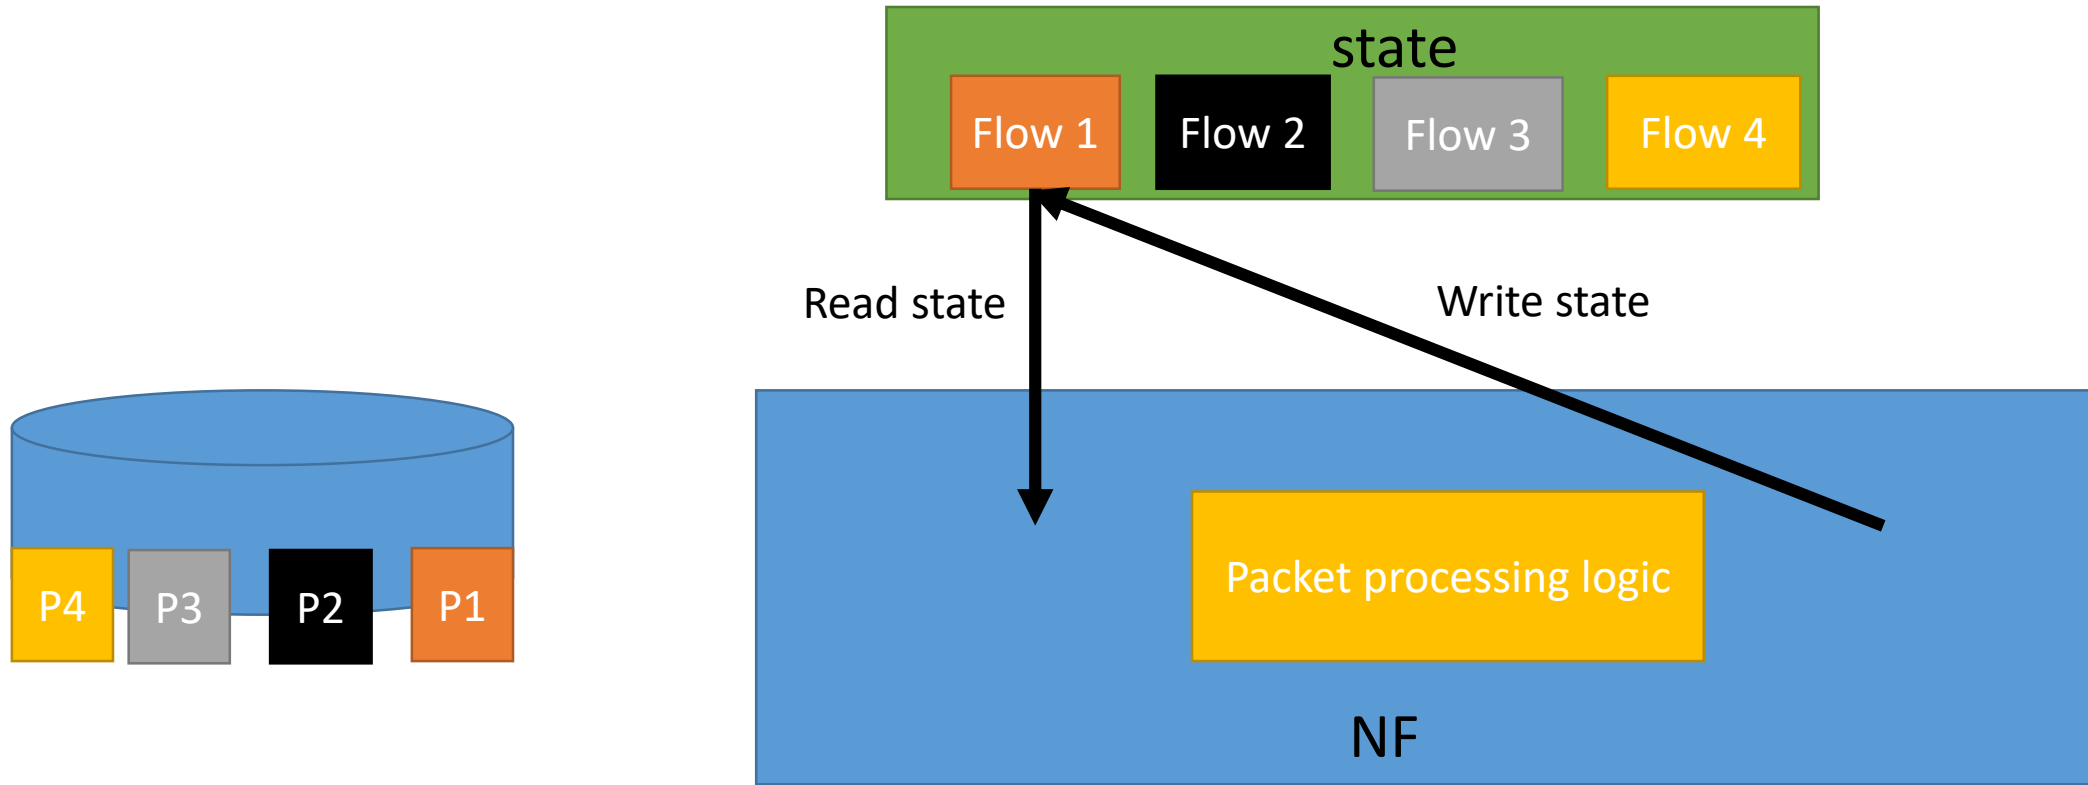 state
Flow 1 Flow 2 Flow 3 Flow 4
Read state
Write state
P4 P3 P2 P1
Packet processing logic
NF